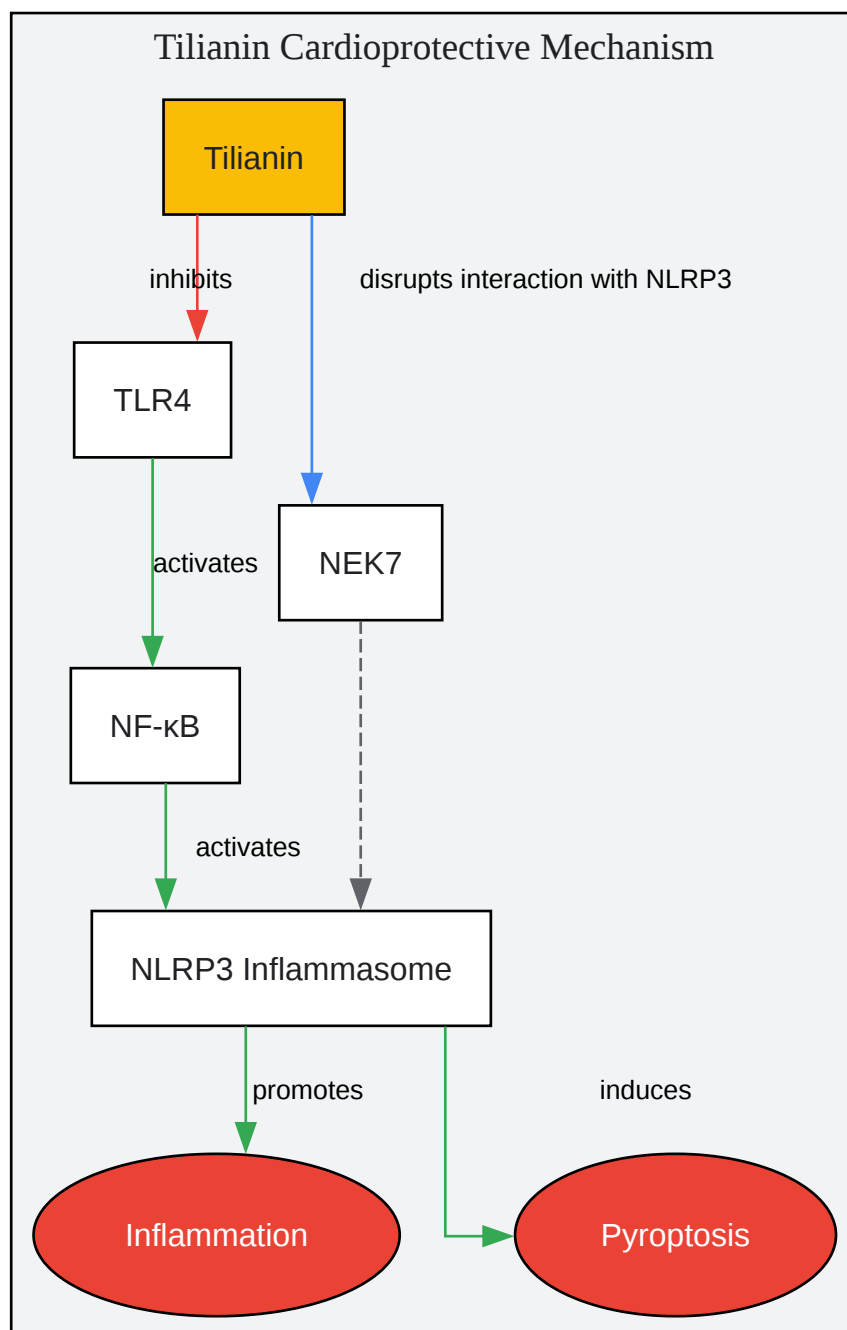 Tilianin Cardioprotective Mechanism
Tilianin
inhibits
disrupts interaction with NLRP3
TLR4
activates
NEK7
NF-κB
activates
NLRP3 Inflammasome
promotes
induces
Inflammation
Pyroptosis